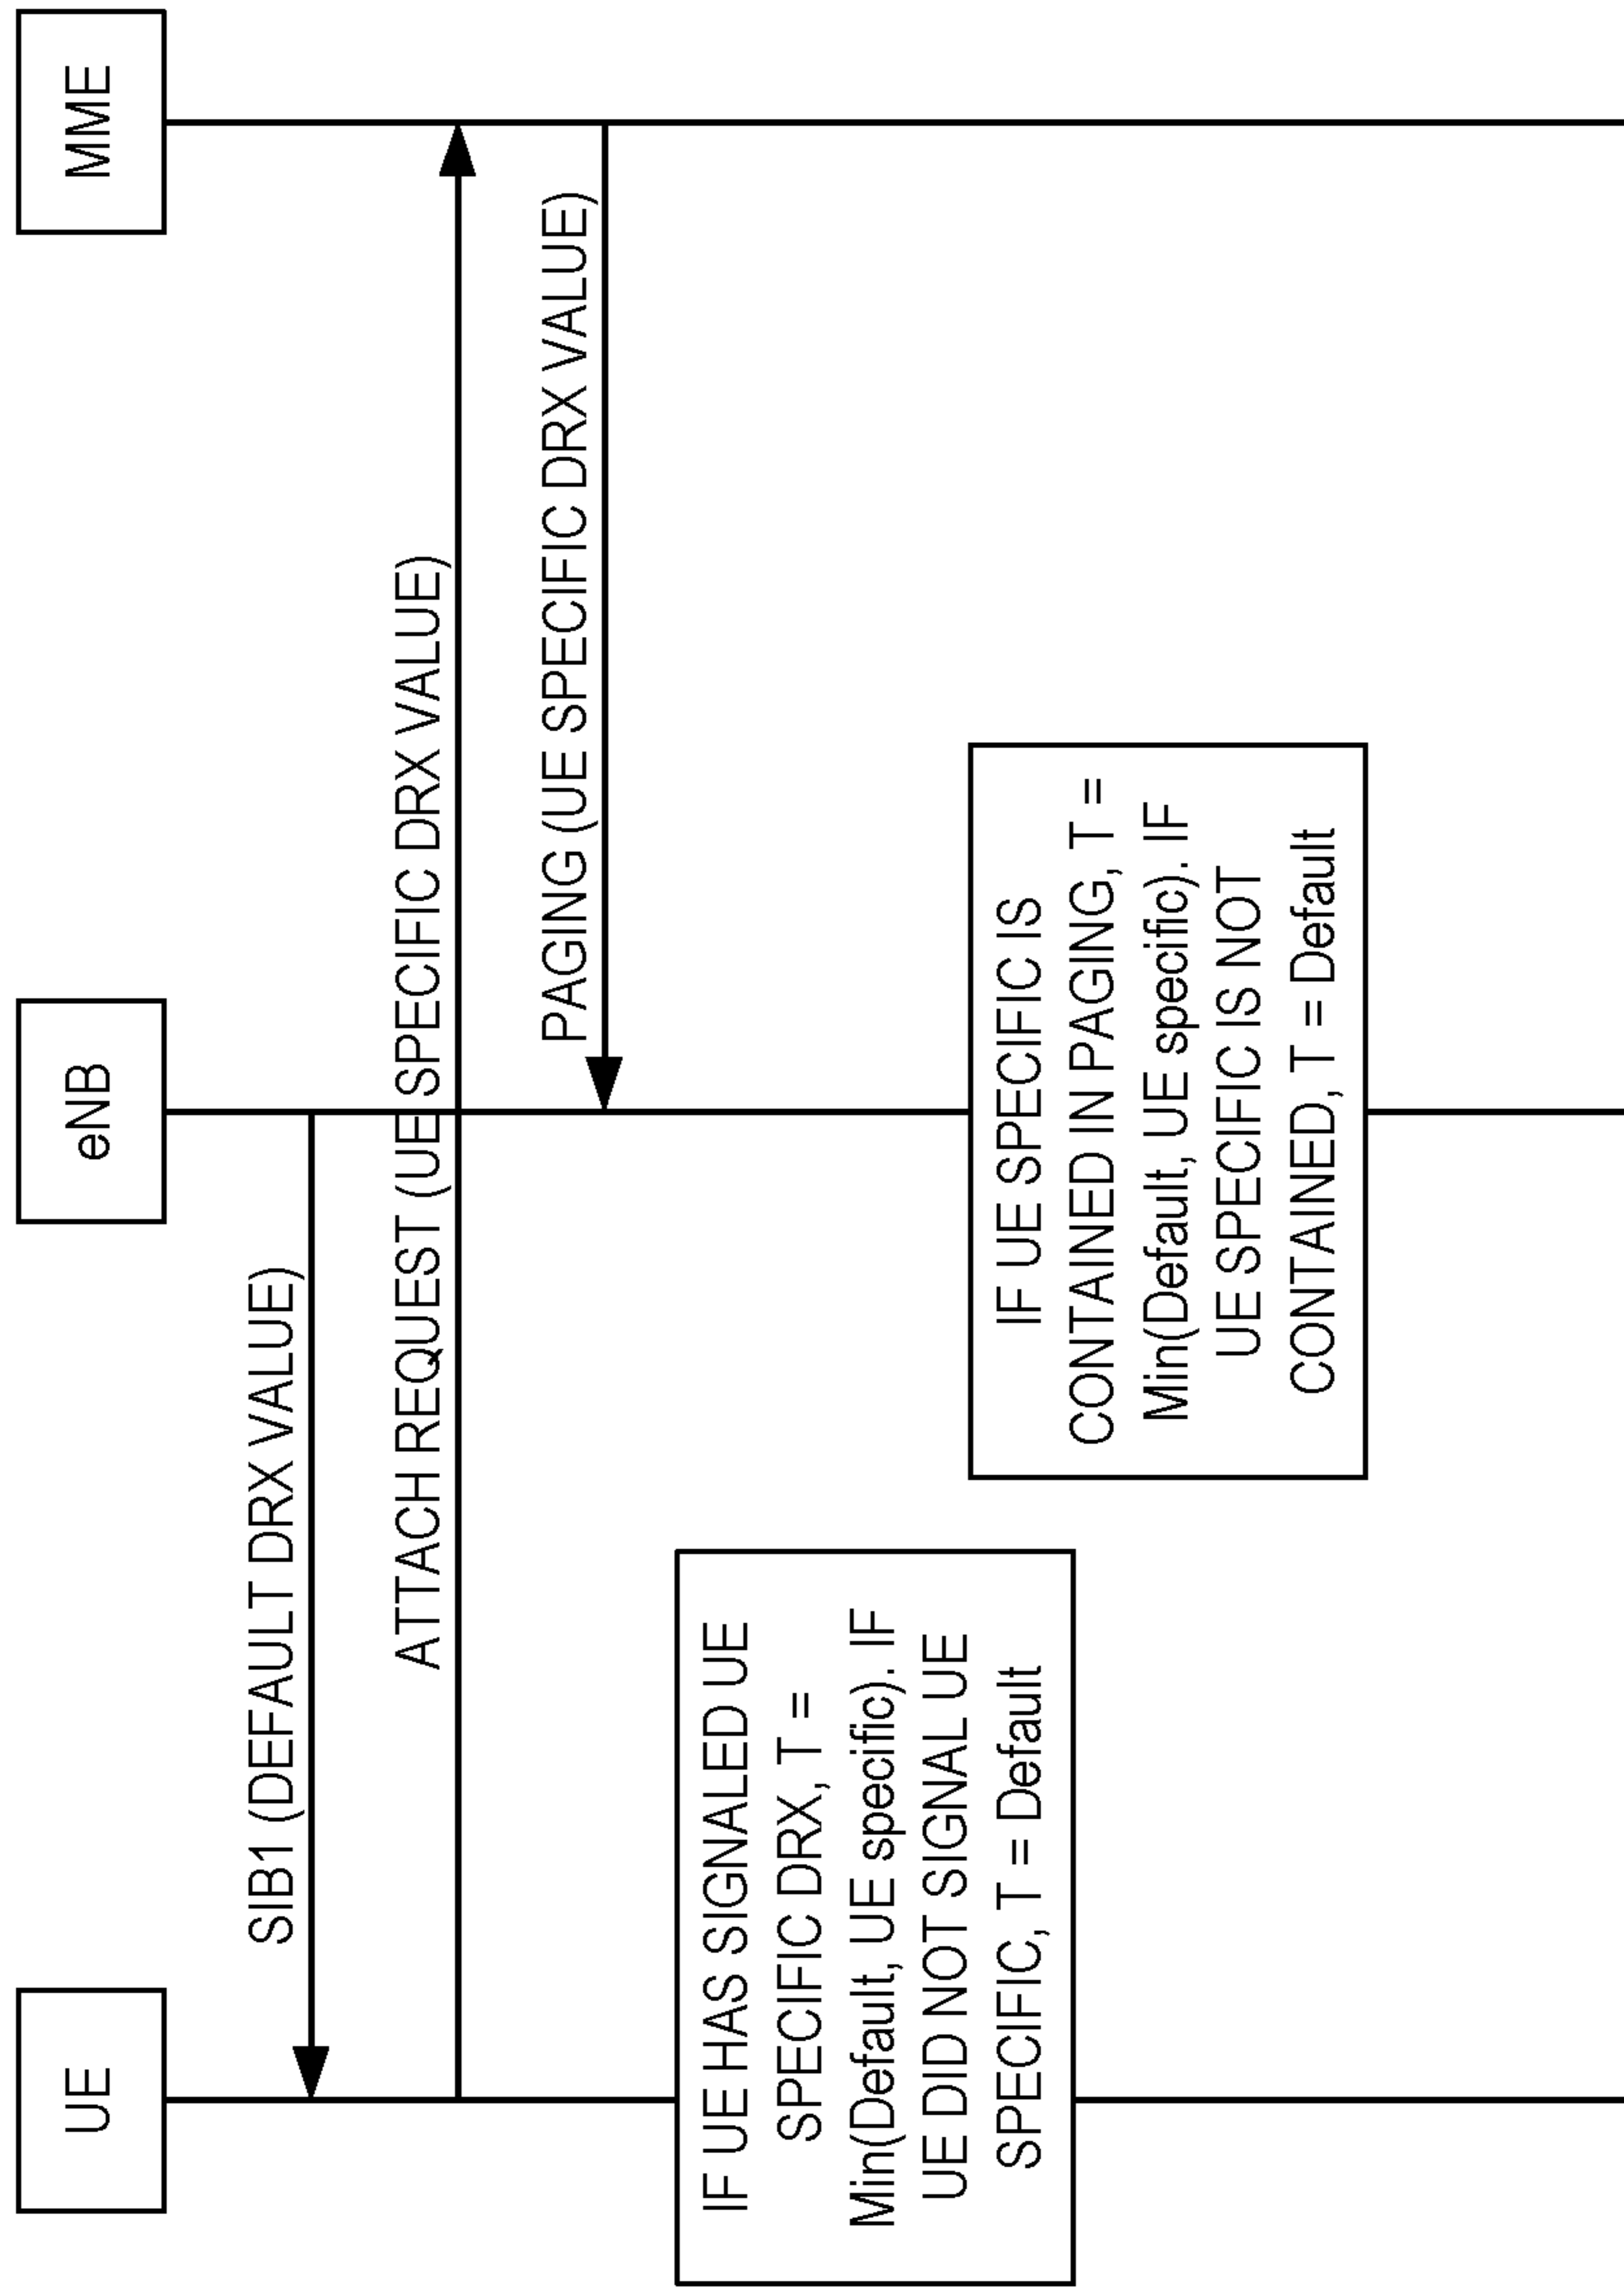 UE
eNB
MME
SIB1 (DEFAULT DRX VALUE)
ATTACH REQUEST (UE SPECIFIC DRX VALUE)
PAGING (UE SPECIFIC DRX VALUE)
IF UE HAS SIGNALED UE
SPECIFIC DRX, T =
Min(Default, UE specific). IF
UE DID NOT SIGNAL UE
SPECIFIC, T = Default
IF UE SPECIFIC IS
CONTAINED IN PAGING, T =
Min(Default, UE specific). IF
UE SPECIFIC IS NOT
CONTAINED, T = Default